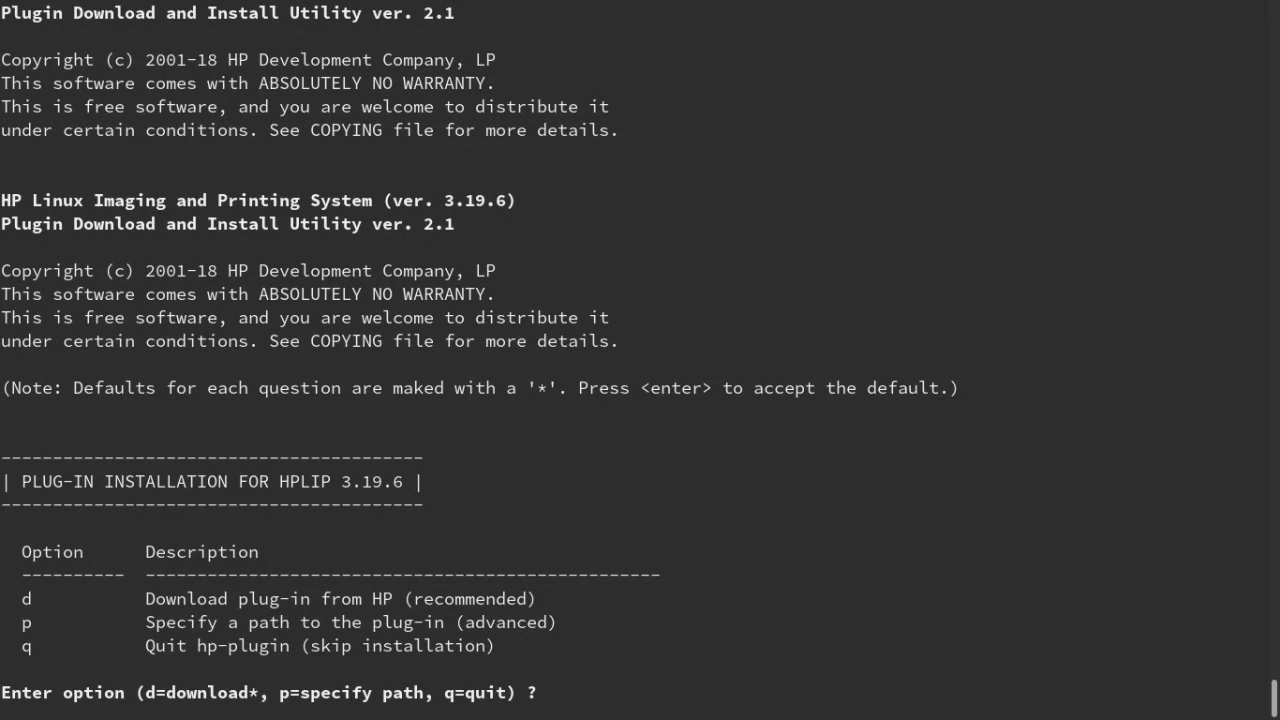 Plugin Download and Install Utility ver. 2.1
Copyright (c) 2001-18 HP Development Company, LP
This software comes with ABSOLUTELY NO WARRANTY.
This is free software, and you are welcome to distribute it
under certain conditions. See COPYING file for more details.
HP Linux Imaging and Printing System (ver. 3.19.6)
Plugin Download and Install Utility ver. 2.1
Copyright (c) 2001-18 HP Development Company, LP
This software comes with ABSOLUTELY NO WARRANTY.
This is free software, and you are welcome to distribute it
under certain conditions. See COPYING file for more details.
(Note: Defaults for each question are maked with a '*'. Press <enter> to accept the default.)
-----------------------------------------
| PLUG-IN INSTALLATION FOR HPLIP 3.19.6 |
-----------------------------------------
Option      Description
----------  --------------------------------------------------
d           Download plug-in from HP (recommended)
p           Specify a path to the plug-in (advanced)
q           Quit hp-plugin (skip installation)
Enter option (d=download*, p=specify path, q=quit) ?